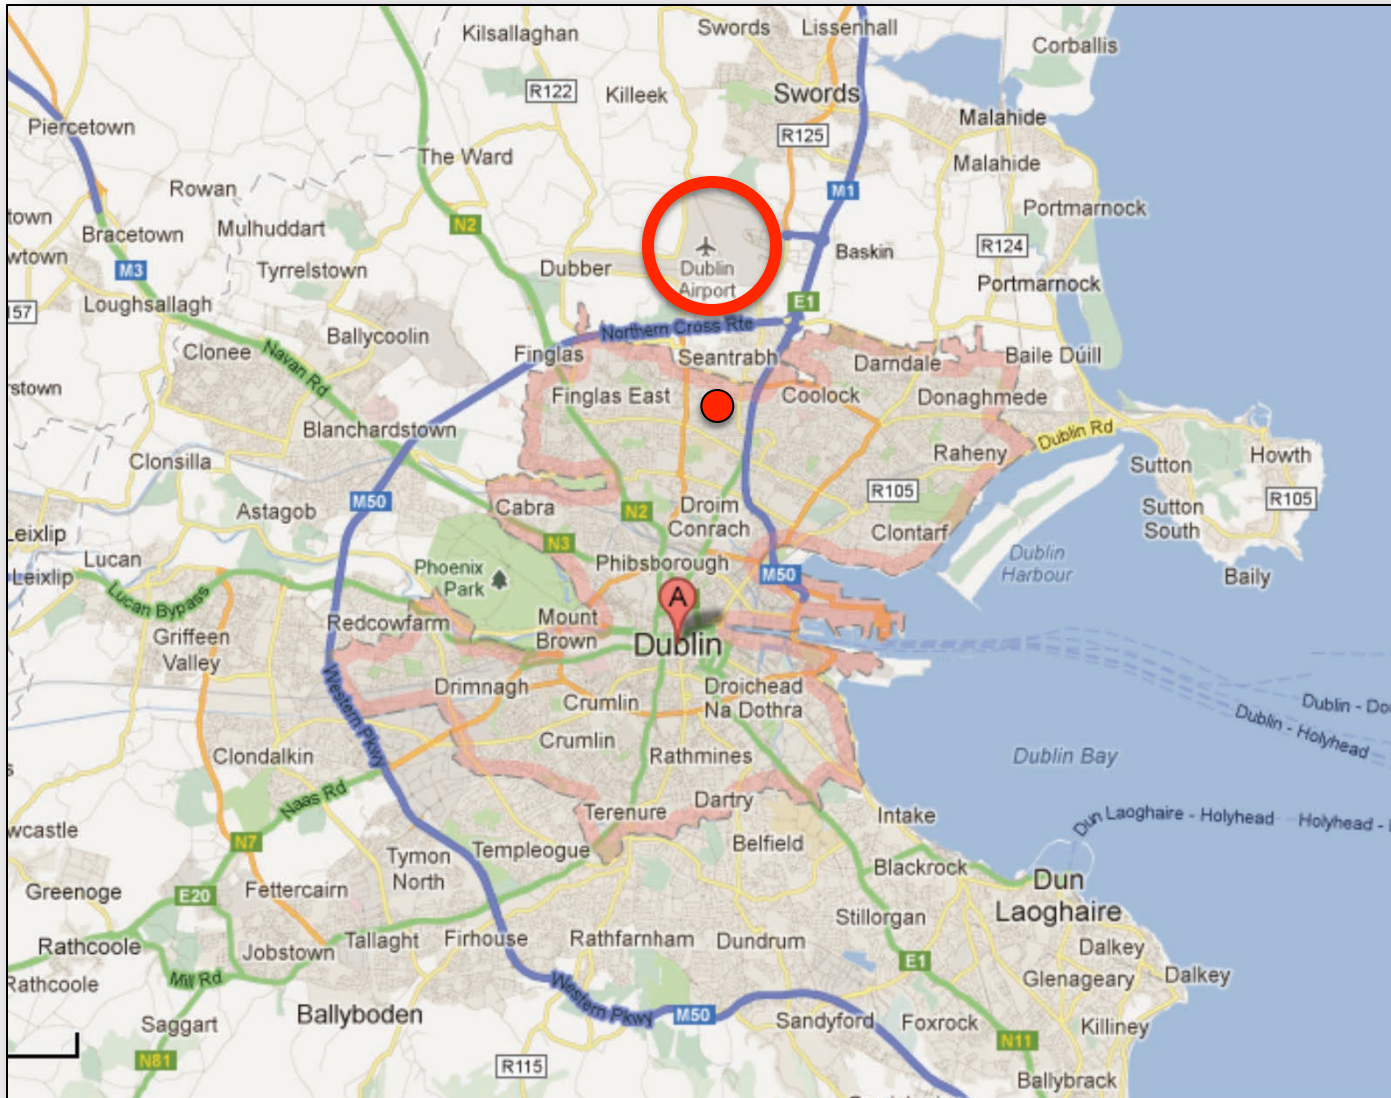 Swords
Lissenhall
Kilsallaghan
Corballis
R122
Killeek
Swords
Malahide
Piercetown
R125
The Ward
Malahide
Rowan
M1
Portmarnock
town
Mulhuddart
N2
Bracetown
R124
Baskin
wtown
M3
Tyrrelstown
Dubber
Dublin
Airport
Portmarnock
Loughsallagh
E1
157
Northern Cross Rte
Ballycoolin
Clonee
Navan Rd
Finglas
Seantrabh
Darndale
Baile Dúill
rstown
Finglas East
Coolock
Donaghmede
Blanchardstown
Dublin Rd
Clonsilla
Raheny
Sutton
Howth
M50
R105
R105
Astagob
Cabra
N2
Droim
Conrach
Sutton
South
Leixlip
Clontarf
N3
Lucan
Phibsborough
Dublin
Harbour
Leixlip
Phoenix
Park
M50
Baily
Lucan Bypass
A
Redcowfarm
Mount
Brown
Dublin
Griffeen
Valley
Drimnagh
Crumlin
Droichead
Na Dothra
Western Pkwy
Dublin - Do
Dublin - Holyhead
Clondalkin
Crumlin
Rathmines
Dublin Bay
s
Naas Rd
Terenure
Dartry
Intake
wcastle
N7
Templeogue
Belfield
Dun Laoghaire - Holyhead
Holyhead -
Tymon
North
Blackrock
Greenoge
E20
Fettercairn
Dun
Laoghaire
Stillorgan
Rathcoole
Jobstown
Tallaght
Firhouse
Rathfarnham
Dundrum
Dalkey
E1
Rathcoole
Mill Rd
Glenageary
Dalkey
Western Pkwy
M50
Saggart
Ballyboden
Sandyford
Foxrock
Killiney
N81
R115
N11
Ballybrack